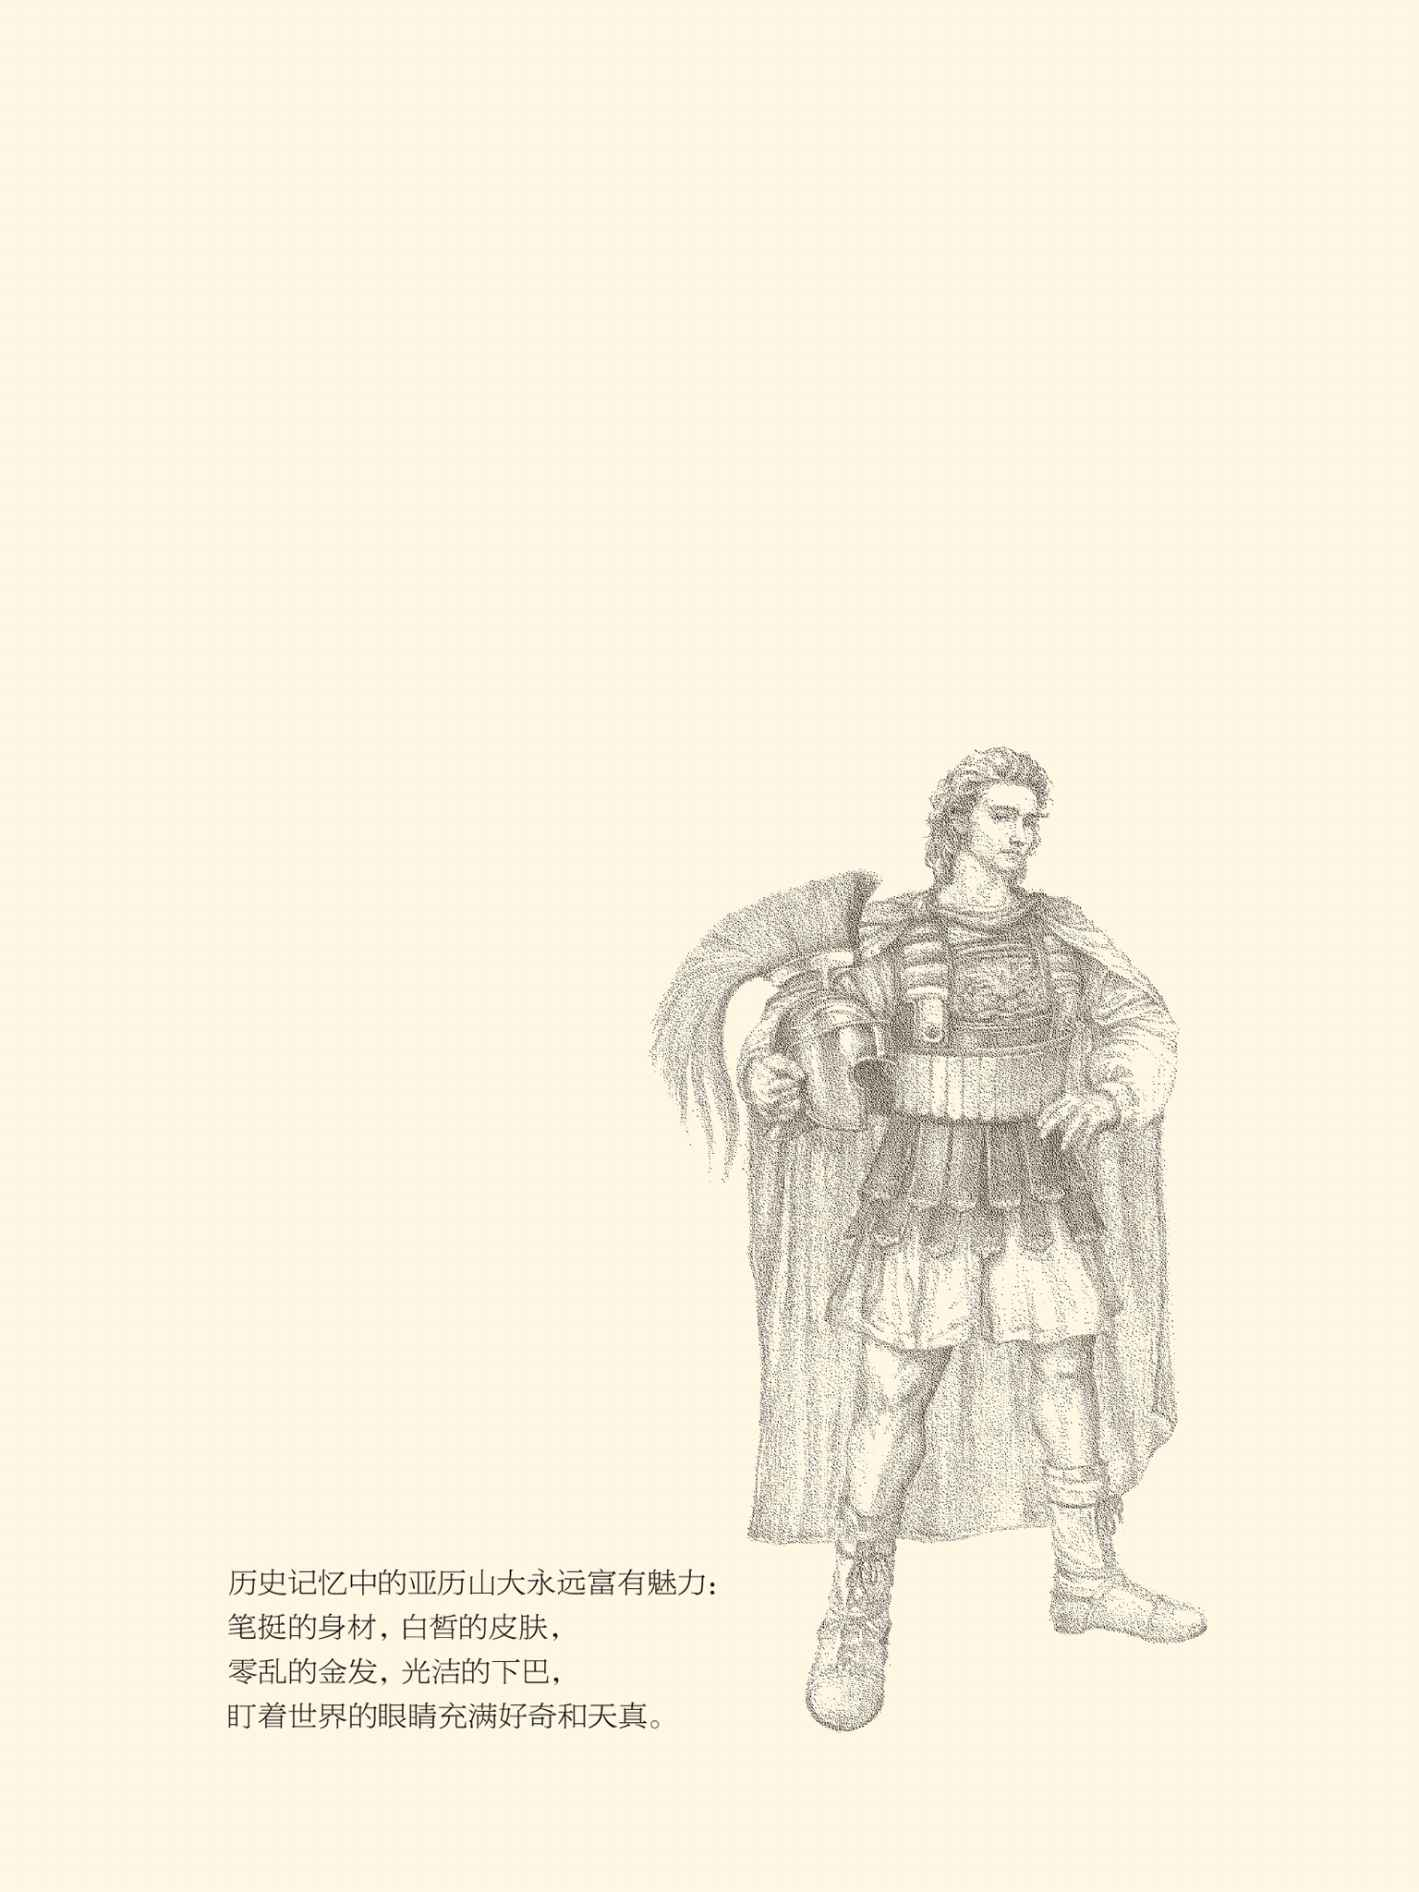 历史记忆中的亚历山大永远富有魅力：
笔挺的身材，白皙的皮肤，
零乱的金发，光洁的下巴，
盯着世界的眼睛充满好奇和天真。